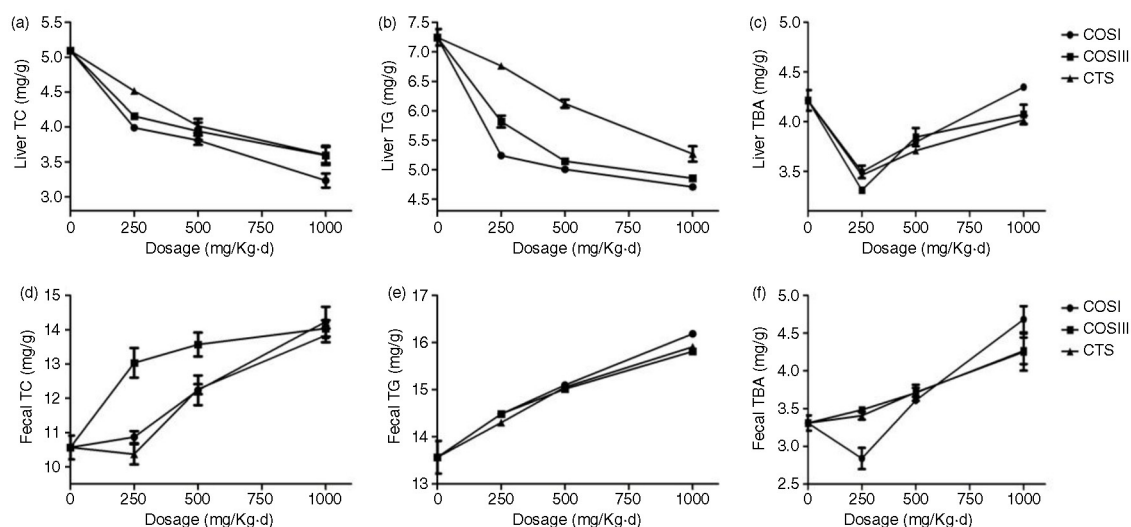 (a)
5.5
5.0
4.5
4.0
3.5
3.0
Liver TC (mg/g)
0 250 500 750 1000
Dosage (mg/Kg·d)
(b)
7.5
7.0
6.5
6.0
5.5
5.0
4.5
Liver TG (mg/g)
0 250 500 750 1000
Dosage (mg/Kg·d)
(c)
5.0
4.5
4.0
3.5
Liver TBA (mg/g)
0 250 500 750 1000
Dosage (mg/Kg·d)
COSI
COSIII
CTS
(d)
15
14
13
12
11
10
Fecal TC (mg/g)
0 250 500 750 1000
Dosage (mg/Kg·d)
(e)
17
16
15
14
13
Fecal TG (mg/g)
0 250 500 750 1000
Dosage (mg/Kg·d)
(f)
5.0
4.5
4.0
3.5
3.0
2.5
Fecal TBA (mg/g)
0 250 500 750 1000
Dosage (mg/Kg·d)
COSI
COSIII
CTS